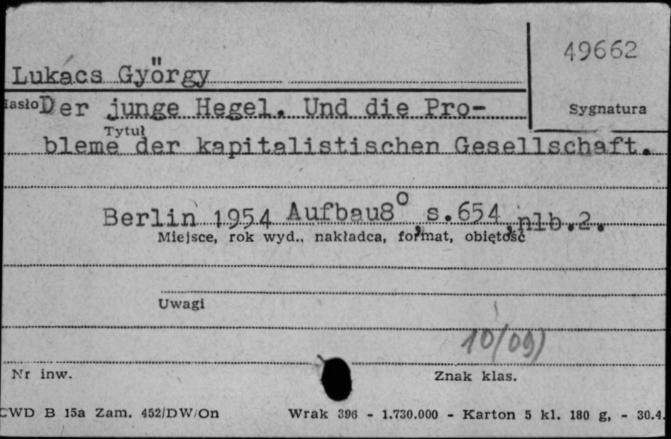 49662
Lukacs György
Hasło Der junge Hegel. Und die Pro-
Sygnatura
Tytuł
bleme der kapitalistischen Gesellschaft.
Berlin 1954 Aufbau8°, s.654, nlb.2.
Miejsce, rok wyd., nakładca, format, objętość
Uwagi
10/09)
Nr inw.
Znak klas.
CWD B 15a Zam. 452/DW/On Wrak 396 - 1.730.000 - Karton 5 kl. 180 g. - 30.4.